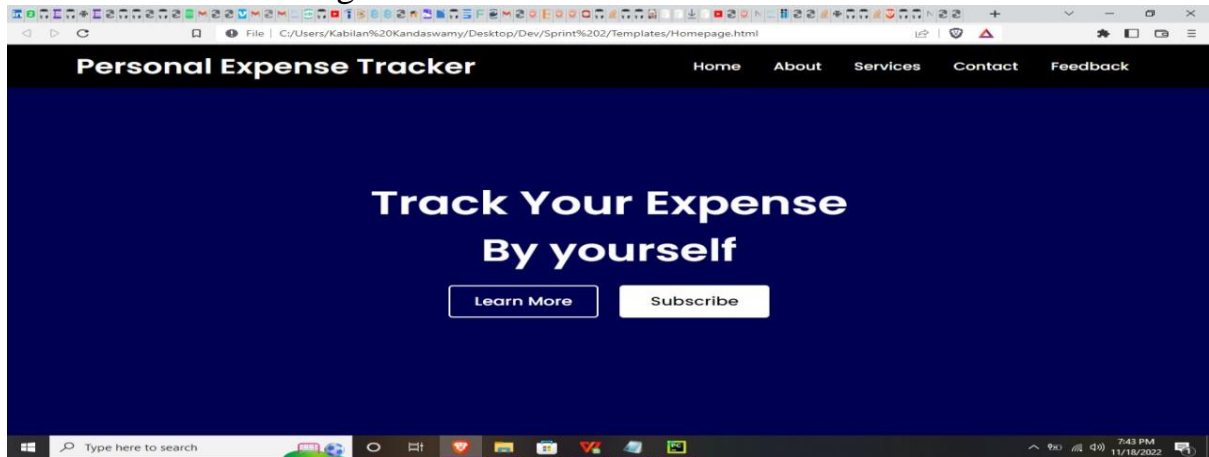 File | C:/Users/Kabilan%20Kandaswamy/Desktop/Dev/Sprint%202/Templates/Homepage.html
Personal Expense Tracker Home About Services Contact Feedback
Track Your Expense
By yourself
Learn More Subscribe
Type here to search
7:43 PM
11/18/2022